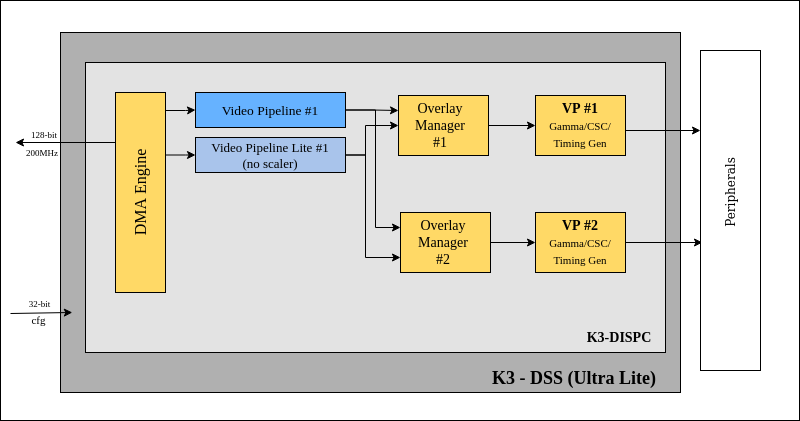 128-bit
200MHz
32-bit
cfg
DMA Engine
Video Pipeline #1
Video Pipeline Lite #1
(no scaler)
Overlay
Manager
#1
VP #1
Gamma/CSC/
Timing Gen
Overlay
Manager
#2
VP #2
Gamma/CSC/
Timing Gen
Peripherals
K3-DISPC
K3 - DSS (Ultra Lite)